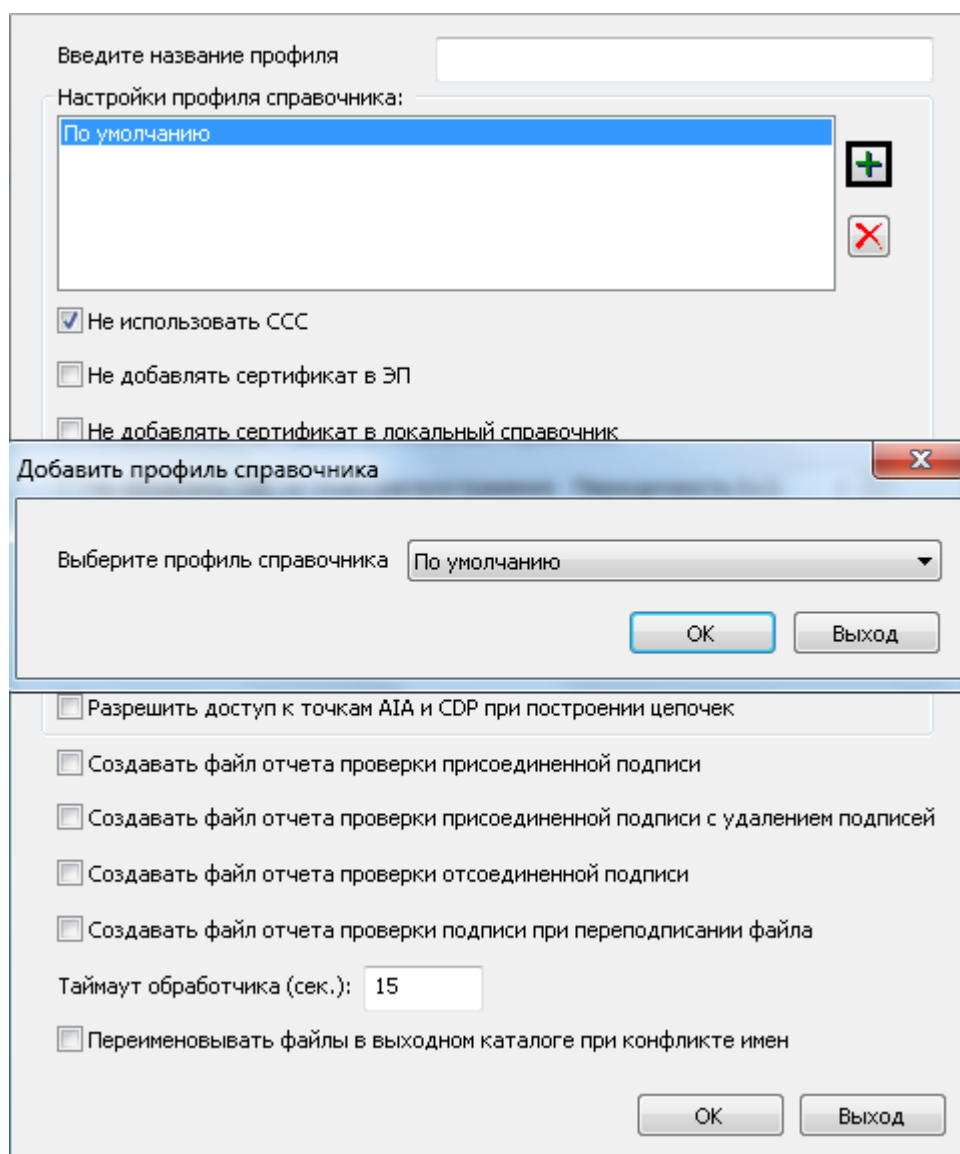 Введите название профиля
Настройки профиля справочника:
По умолчанию
Не использовать ССС
Не добавлять сертификат в ЭП
Не добавлять сертификат в локальный справочник
Добавить профиль справочника
Выберите профиль справочника По умолчанию
ОК Выход
Разрешить доступ к точкам AIA и CDP при построении цепочек
Создавать файл отчета проверки присоединенной подписи
Создавать файл отчета проверки присоединенной подписи с удалением подписей
Создавать файл отчета проверки отсоединенной подписи
Создавать файл отчета проверки подписи при переподписании файла
Таймаут обработчика (сек.): 15
Переименовывать файлы в выходном каталоге при конфликте имен
ОК Выход